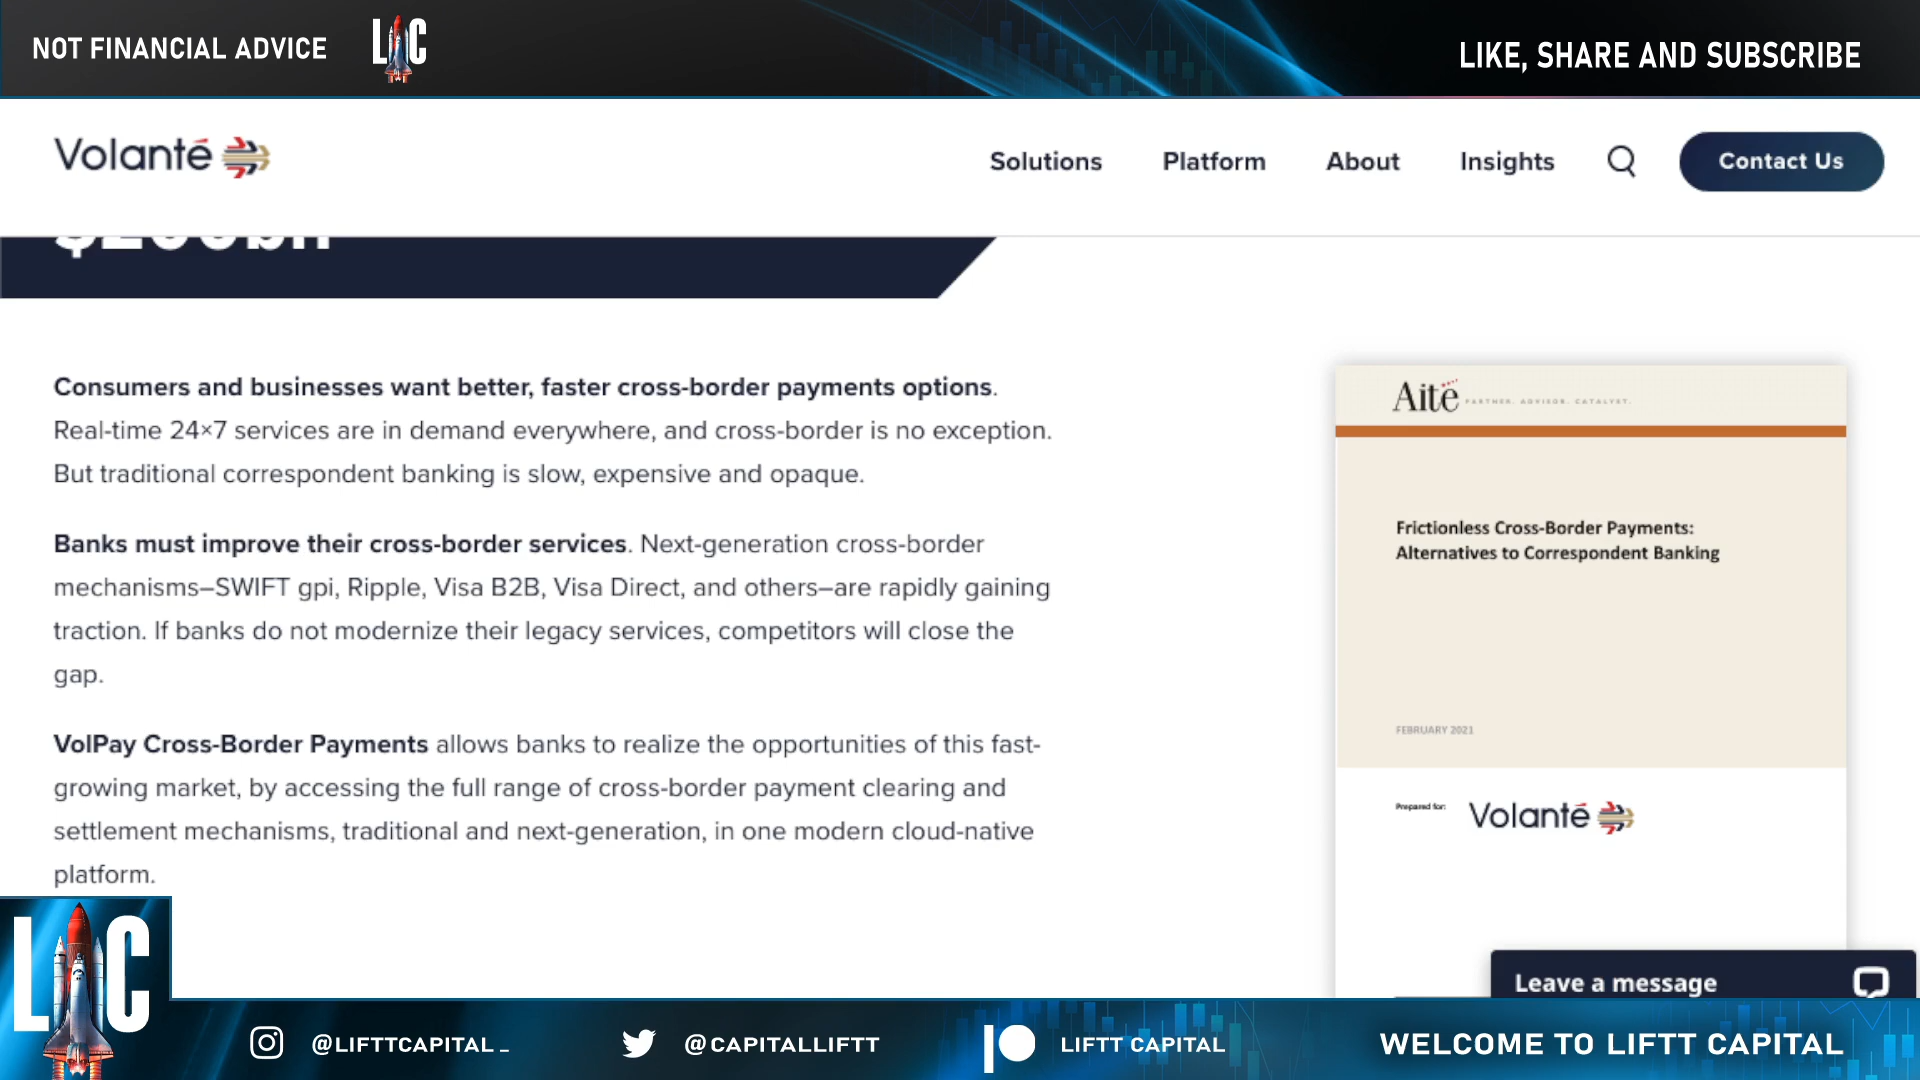 NOT FINANCIAL ADVICE
LC
LIKE, SHARE AND SUBSCRIBE
Volanté
Solutions
Platform
About
Insights
Contact Us
Consumers and businesses want better, faster cross-border payments options.
Real-time 24×7 services are in demand everywhere, and cross-border is no exception.
But traditional correspondent banking is slow, expensive and opaque.
Banks must improve their cross-border services. Next-generation cross-border
mechanisms–SWIFT gpi, Ripple, Visa B2B, Visa Direct, and others–are rapidly gaining
traction. If banks do not modernize their legacy services, competitors will close the
gap.
VolPay Cross-Border Payments allows banks to realize the opportunities of this fast-
growing market, by accessing the full range of cross-border payment clearing and
settlement mechanisms, traditional and next-generation, in one modern cloud-native
platform.
Aite PARTNER. ADVISOR. CATALYST.
Frictionless Cross-Border Payments:
Alternatives to Correspondent Banking
FEBRUARY 2021
Prepared for:
Volanté
Leave a message
LC
@LIFTTCAPITAL_
@CAPITALLIFTT
LIFTT CAPITAL
WELCOME TO LIFTT CAPITAL